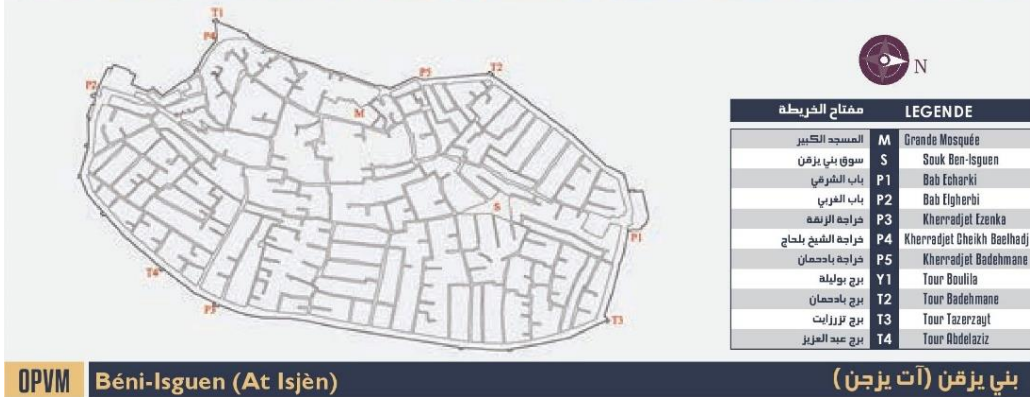 T1
P4
P5
T2
P2
M
S
P1
T4
P3
T3
N
مفتاح الخريطة LEGENDE
المسجد الكبير M Grande Mosquée
سوق بني يزقن S Souk Ben-Isguen
باب الشرقي P1 Bab Echarki
باب الغربي P2 Bab Elgherbi
خراجة الزنقة P3 Kherradjet Ezenka
خراجة الشيخ بلحاج P4 Kherradjet Cheikh Baelhadj
خراجة بادحمان P5 Kherradjet Badehmane
برج بوليلة Y1 Tour Boulila
برج بادحمان T2 Tour Badehmane
برج تزرزايت T3 Tour Tazerzayt
برج عبد العزيز T4 Tour Abdelaziz
OPVM Béni-Isguen (At Isjèn) بني يزقن (آت يزجن)